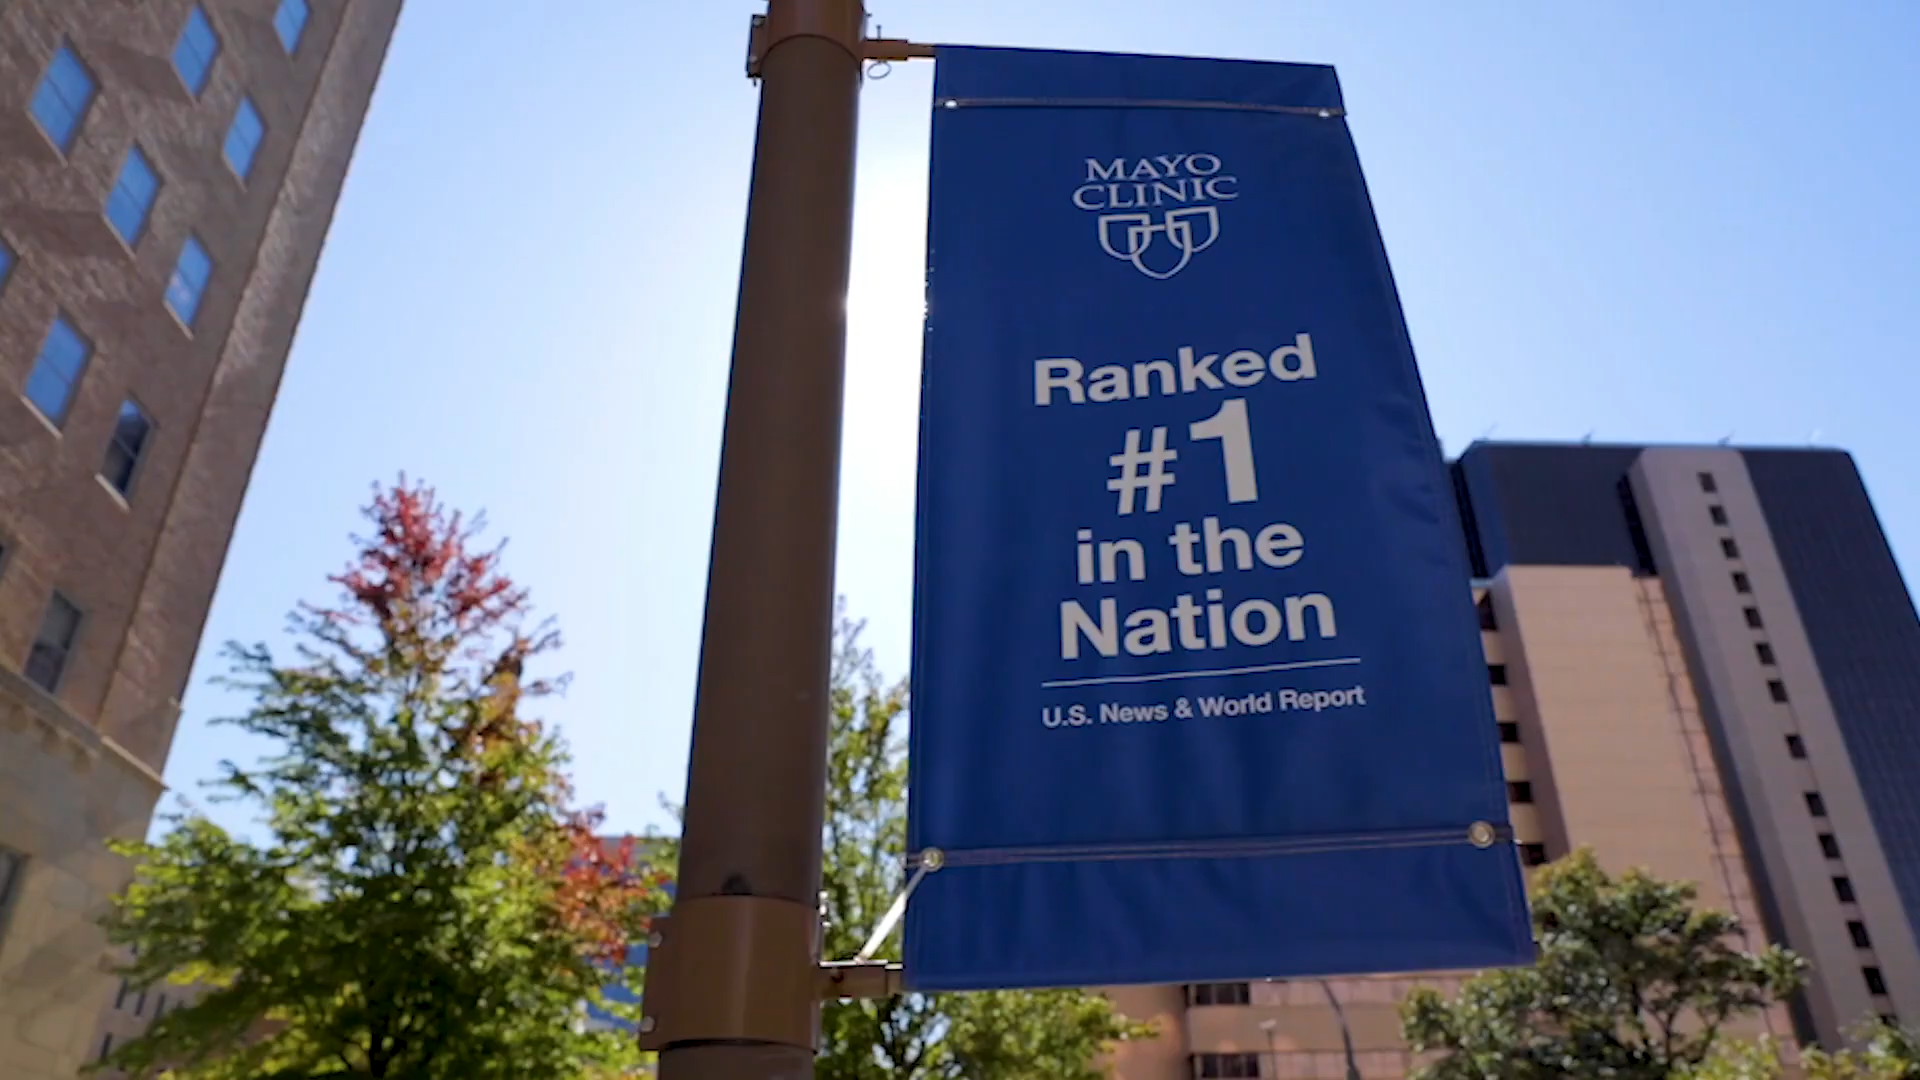 MAYO
CLINIC
Ranked
#1
in the
Nation
U.S. News & World Report